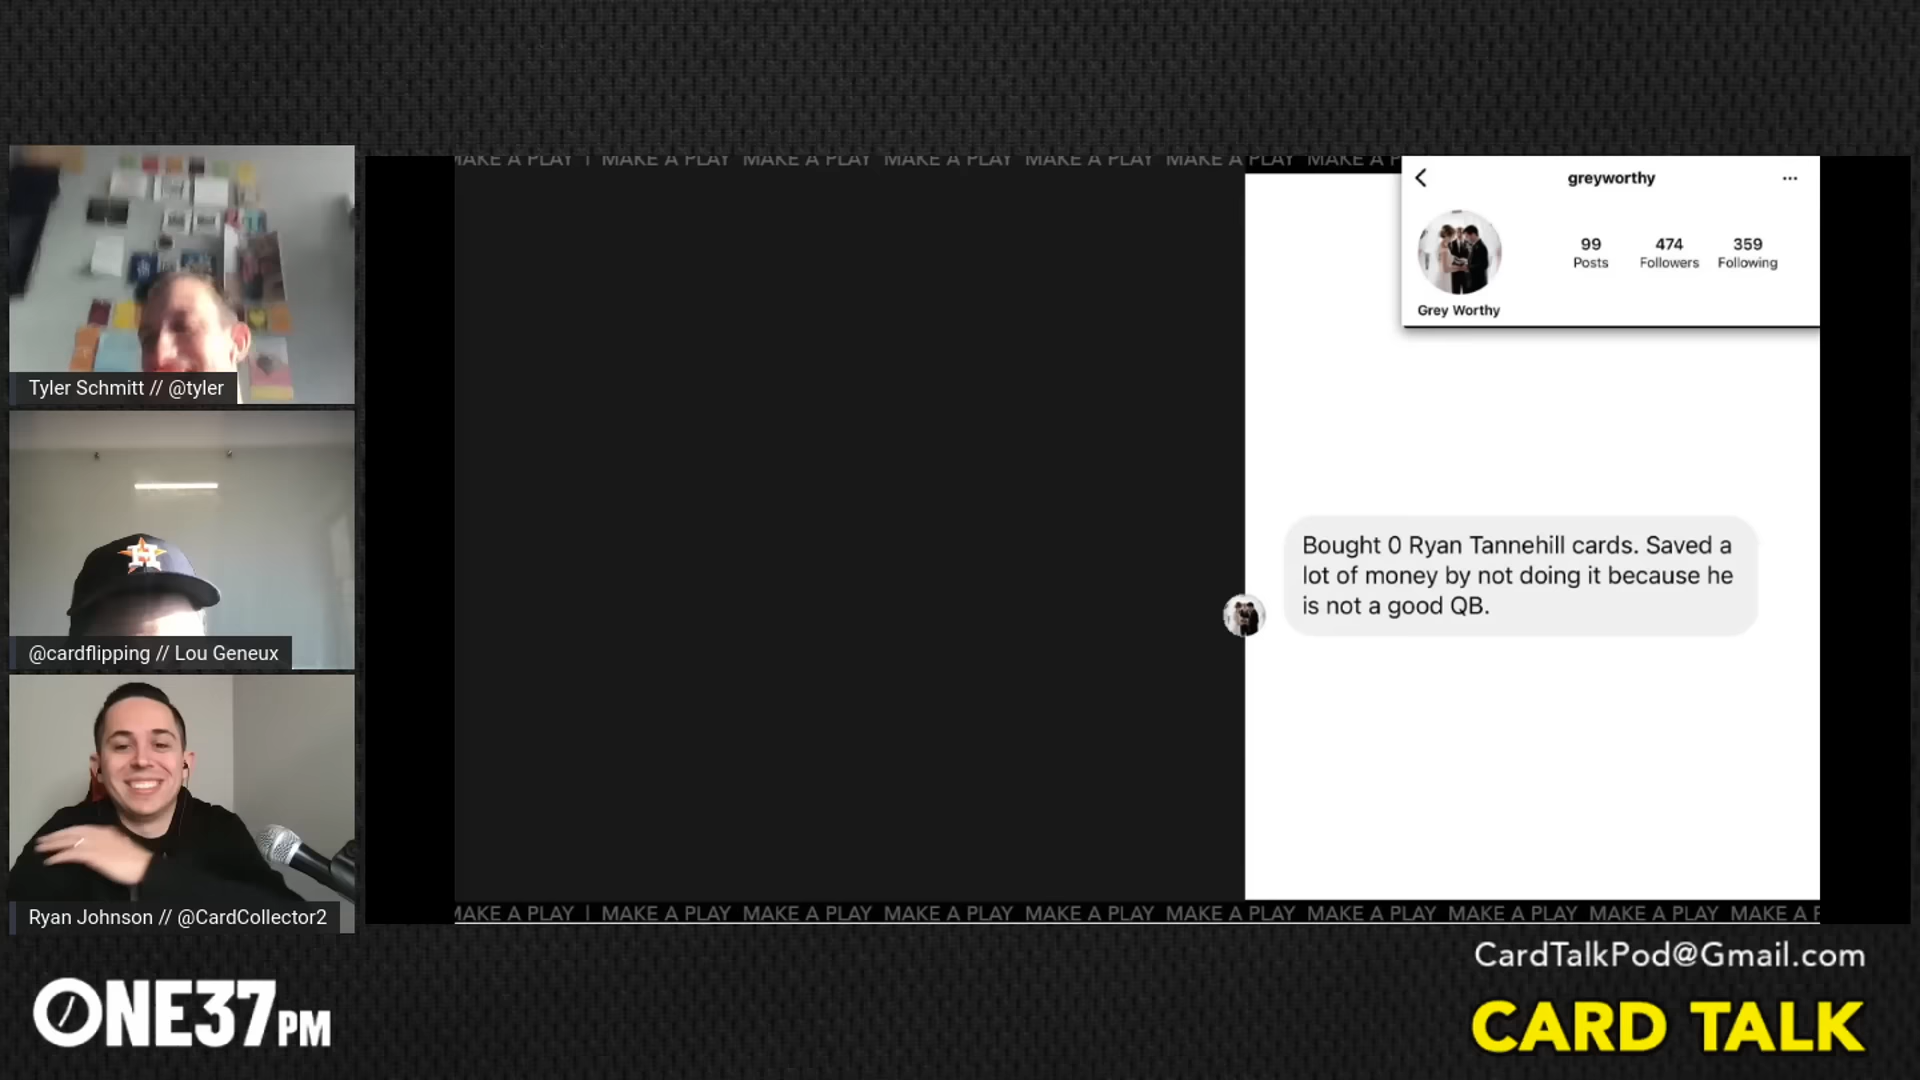 MAKE A PLAY | MAKE A PLAY MAKE A PLAY MAKE A PLAY MAKE A PLAY MAKE A PLAY MAKE A P
greyworthy
...
99 474 359
Posts Followers Following
Grey Worthy
Tyler Schmitt // @tyler
Bought 0 Ryan Tannehill cards. Saved a
lot of money by not doing it because he
is not a good QB.
@cardflipping // Lou Geneux
Ryan Johnson // @CardCollector2
MAKE A PLAY | MAKE A PLAY MAKE A PLAY MAKE A PLAY MAKE A PLAY MAKE A PLAY MAKE A PLAY MAKE A PLAY MAKE A PLAY MAKE A P
CardTalkPod@Gmail.com
ONE37PM
CARD TALK